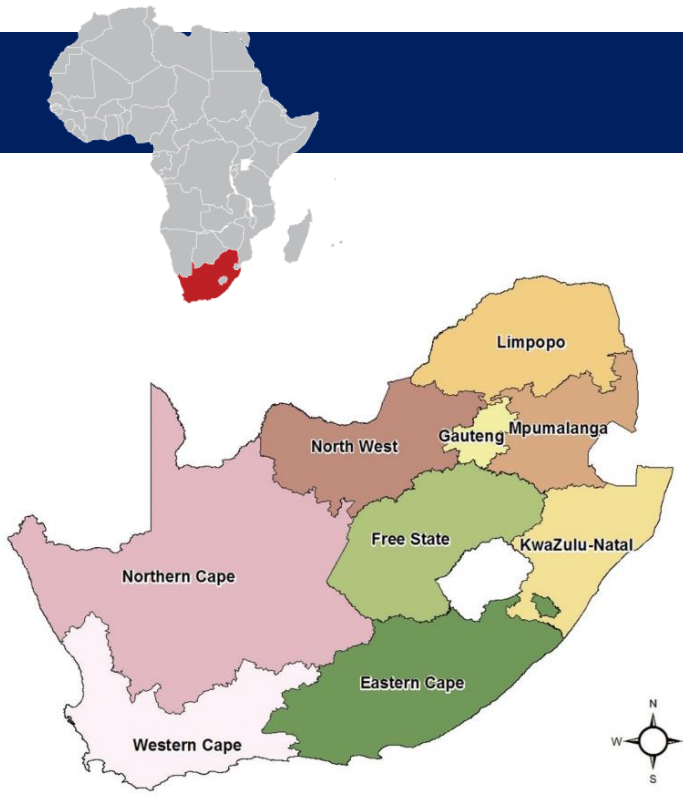 Limpopo
North West
Gauteng
Mpumalanga
Free State
KwaZulu-Natal
Northern Cape
Eastern Cape
Western Cape
N
W
E
S